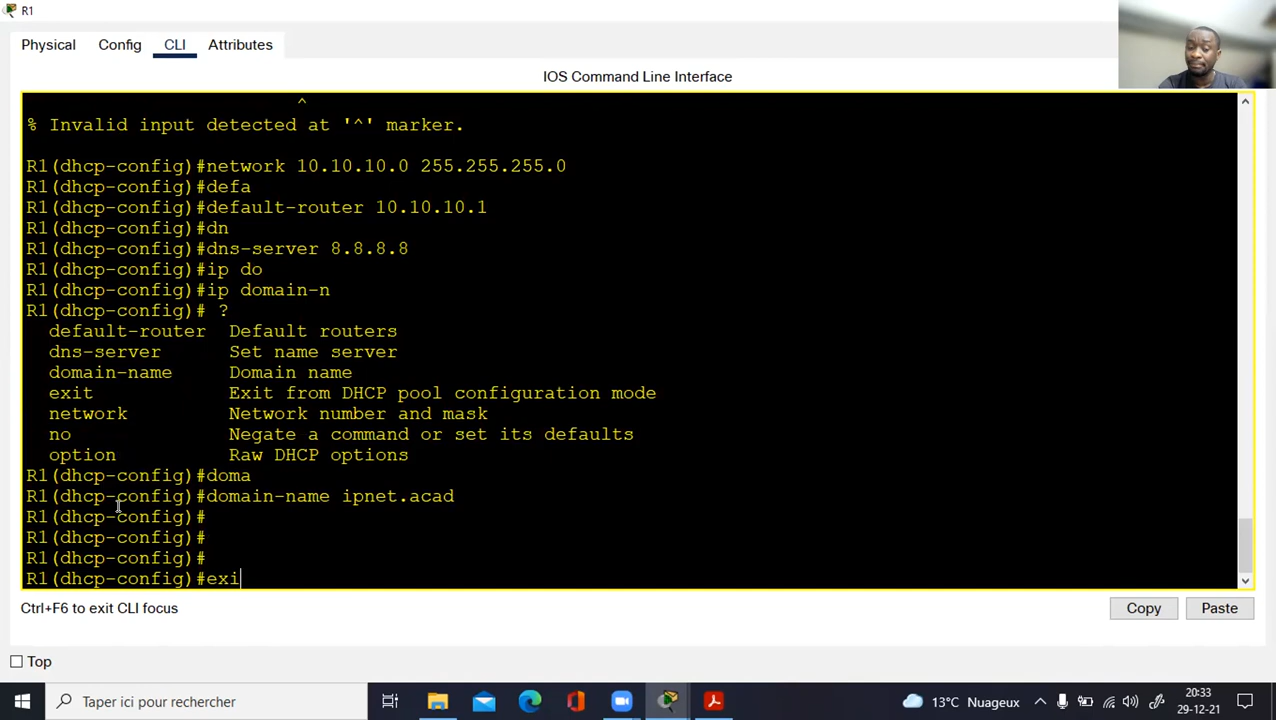 R1
Physical Config CLI Attributes
IOS Command Line Interface
^
% Invalid input detected at '^' marker.
R1(dhcp-config)#network 10.10.10.0 255.255.255.0
R1(dhcp-config)#defa
R1(dhcp-config)#default-router 10.10.10.1
R1(dhcp-config)#dn
R1(dhcp-config)#dns-server 8.8.8.8
R1(dhcp-config)#ip do
R1(dhcp-config)#ip domain-n
R1(dhcp-config)# ?
default-router Default routers
dns-server Set name server
domain-name Domain name
exit Exit from DHCP pool configuration mode
network Network number and mask
no Negate a command or set its defaults
option Raw DHCP options
R1(dhcp-config)#doma
R1(dhcp-config)#domain-name ipnet.acad
R1(dhcp-config)#
R1(dhcp-config)#
R1(dhcp-config)#
R1(dhcp-config)#exi
Ctrl+F6 to exit CLI focus
Copy Paste
Top
Taper ici pour rechercher
13°C Nuageux
20:33
29-12-21